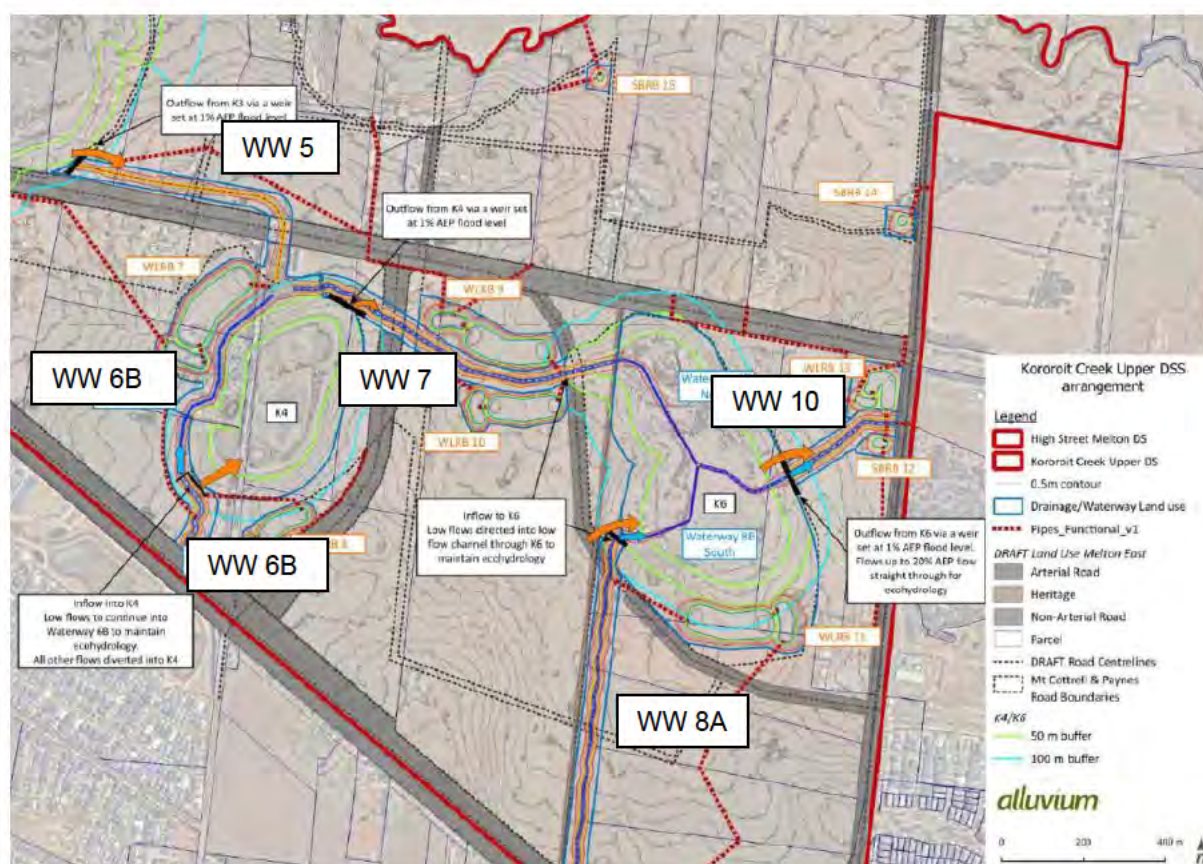 SBRB 15
Outflow from K3 via a weir
set at 1% AEP flood level
WW 5
SBRB 14
Outflow from K4 via a weir set
at 1% AEP flood level
WLRB 7
WLRB 9
WW 6B
WW 7
K4
WLRB 10
WLRB 13
WW 10
SBRB 12
K6
Waterway 8B
South
Inflow to K6
Low flows directed into low
flow channel through K6 to
maintain ecohydrology
Outflow from K6 via a weir
set at 1% AEP flood level.
Flows up to 20% AEP flow
straight through for
ecohydrology
WW 6B
Inflow into K4
Low flows to continue into
Waterway 6B to maintain
ecohydrology.
All other flows diverted into K4
WLRB 11
WW 8A
Kororoit Creek Upper DSS
arrangement
Legend
High Street Melton DS
Kororoit Creek Upper DS
0.5m contour
Drainage/Waterway Land use
Pipes_Functional_v1
DRAFT Land Use Melton East
Arterial Road
Heritage
Non-Arterial Road
Parcel
DRAFT Road Centrelines
Mt Cottrell & Paynes
Road Boundaries
K4/K6
50 m buffer
100 m buffer
alluvium
0 200 400 m